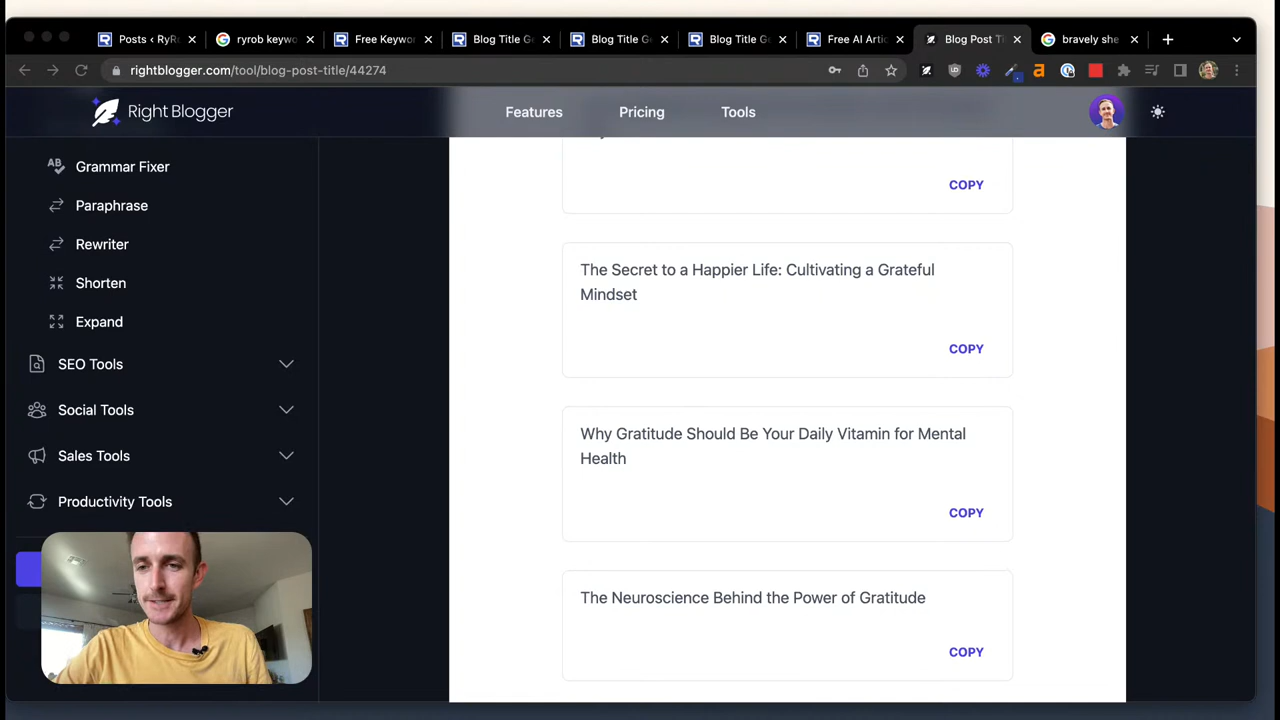 Posts ‹ RyR
ryrob keywo
Free Keywo
Blog Title G
Blog Title G
Blog Title G
Free AI Artic
Blog Post Ti
bravely she
rightblogger.com/tool/blog-post-title/44274
Right Blogger
Features
Pricing
Tools
Grammar Fixer
Paraphrase
Rewriter
Shorten
Expand
SEO Tools
Social Tools
Sales Tools
Productivity Tools
COPY
The Secret to a Happier Life: Cultivating a Grateful
Mindset
COPY
Why Gratitude Should Be Your Daily Vitamin for Mental
Health
COPY
The Neuroscience Behind the Power of Gratitude
COPY